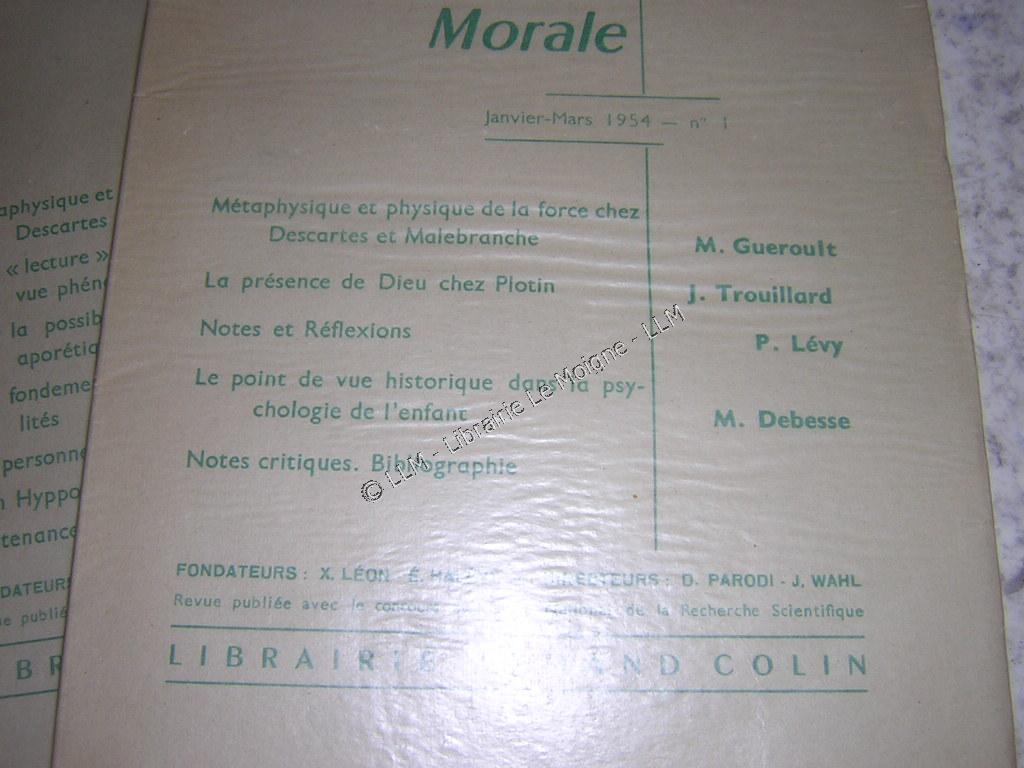 Morale
Janvier-Mars 1954 — n° 1
Métaphysique et physique de la force chez
Descartes et Malebranche
M. Gueroult
La présence de Dieu chez Plotin
J. Trouillard
Notes et Réflexions
P. Lévy
Le point de vue historique dans la psy-
chologie de l'enfant
M. Debesse
Notes critiques. Bibliographie
FONDATEURS : X. LÉON - É. DIRECTEURS : D. PARODI - J. WAHL
Revue publiée avec le concours National de la Recherche Scientifique
LIBRAIRIE COLIN
© LLM - Librairie Le Moigne - LLM
aphysique et
Descartes
« lecture »
vue phén
la possib
aporétiq
fondeme
lités
personne
n Hyppo
tenance
DATEURS
e publié
BR